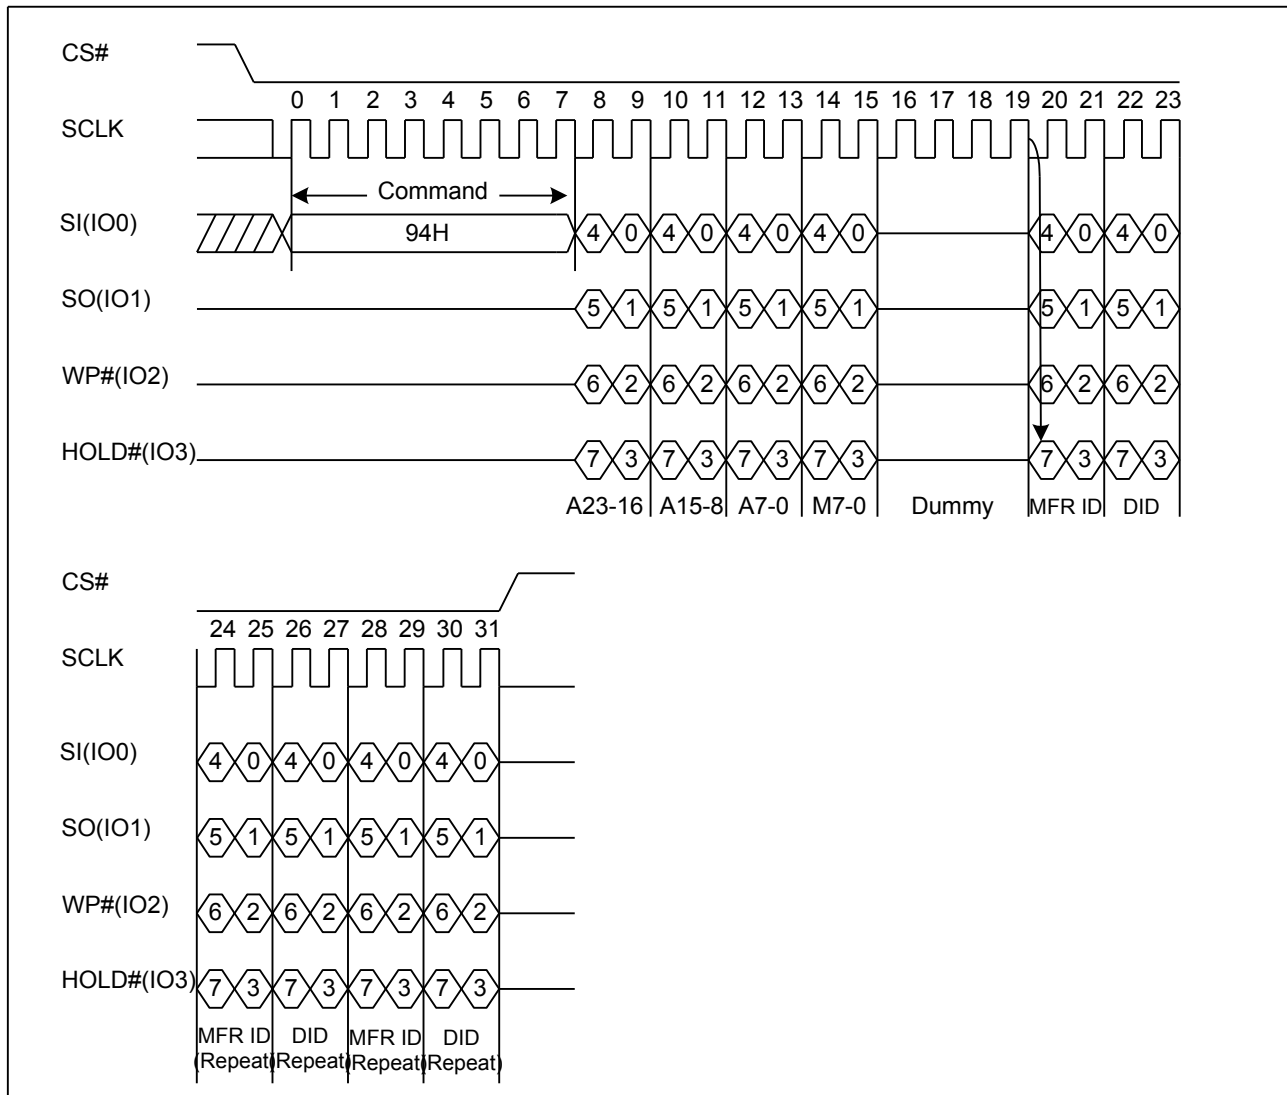 CS#
0 1 2 3 4 5 6 7 8 9 10 11 12 13 14 15 16 17 18 19 20 21 22 23
SCLK
Command
SI(IO0) 94H 4 0 4 0 4 0 4 0 4 0 4 0
SO(IO1) 5 1 5 1 5 1 5 1 5 1 5 1
WP#(IO2) 6 2 6 2 6 2 6 2 6 2 6 2
HOLD#(IO3) 7 3 7 3 7 3 7 3 7 3 7 3
A23-16 A15-8 A7-0 M7-0 Dummy MFR ID DID
CS#
24 25 26 27 28 29 30 31
SCLK
SI(IO0) 4 0 4 0 4 0 4 0
SO(IO1) 5 1 5 1 5 1 5 1
WP#(IO2) 6 2 6 2 6 2 6 2
HOLD#(IO3) 7 3 7 3 7 3 7 3
MFR ID DID MFR ID DID
(Repeat) (Repeat) (Repeat) (Repeat)